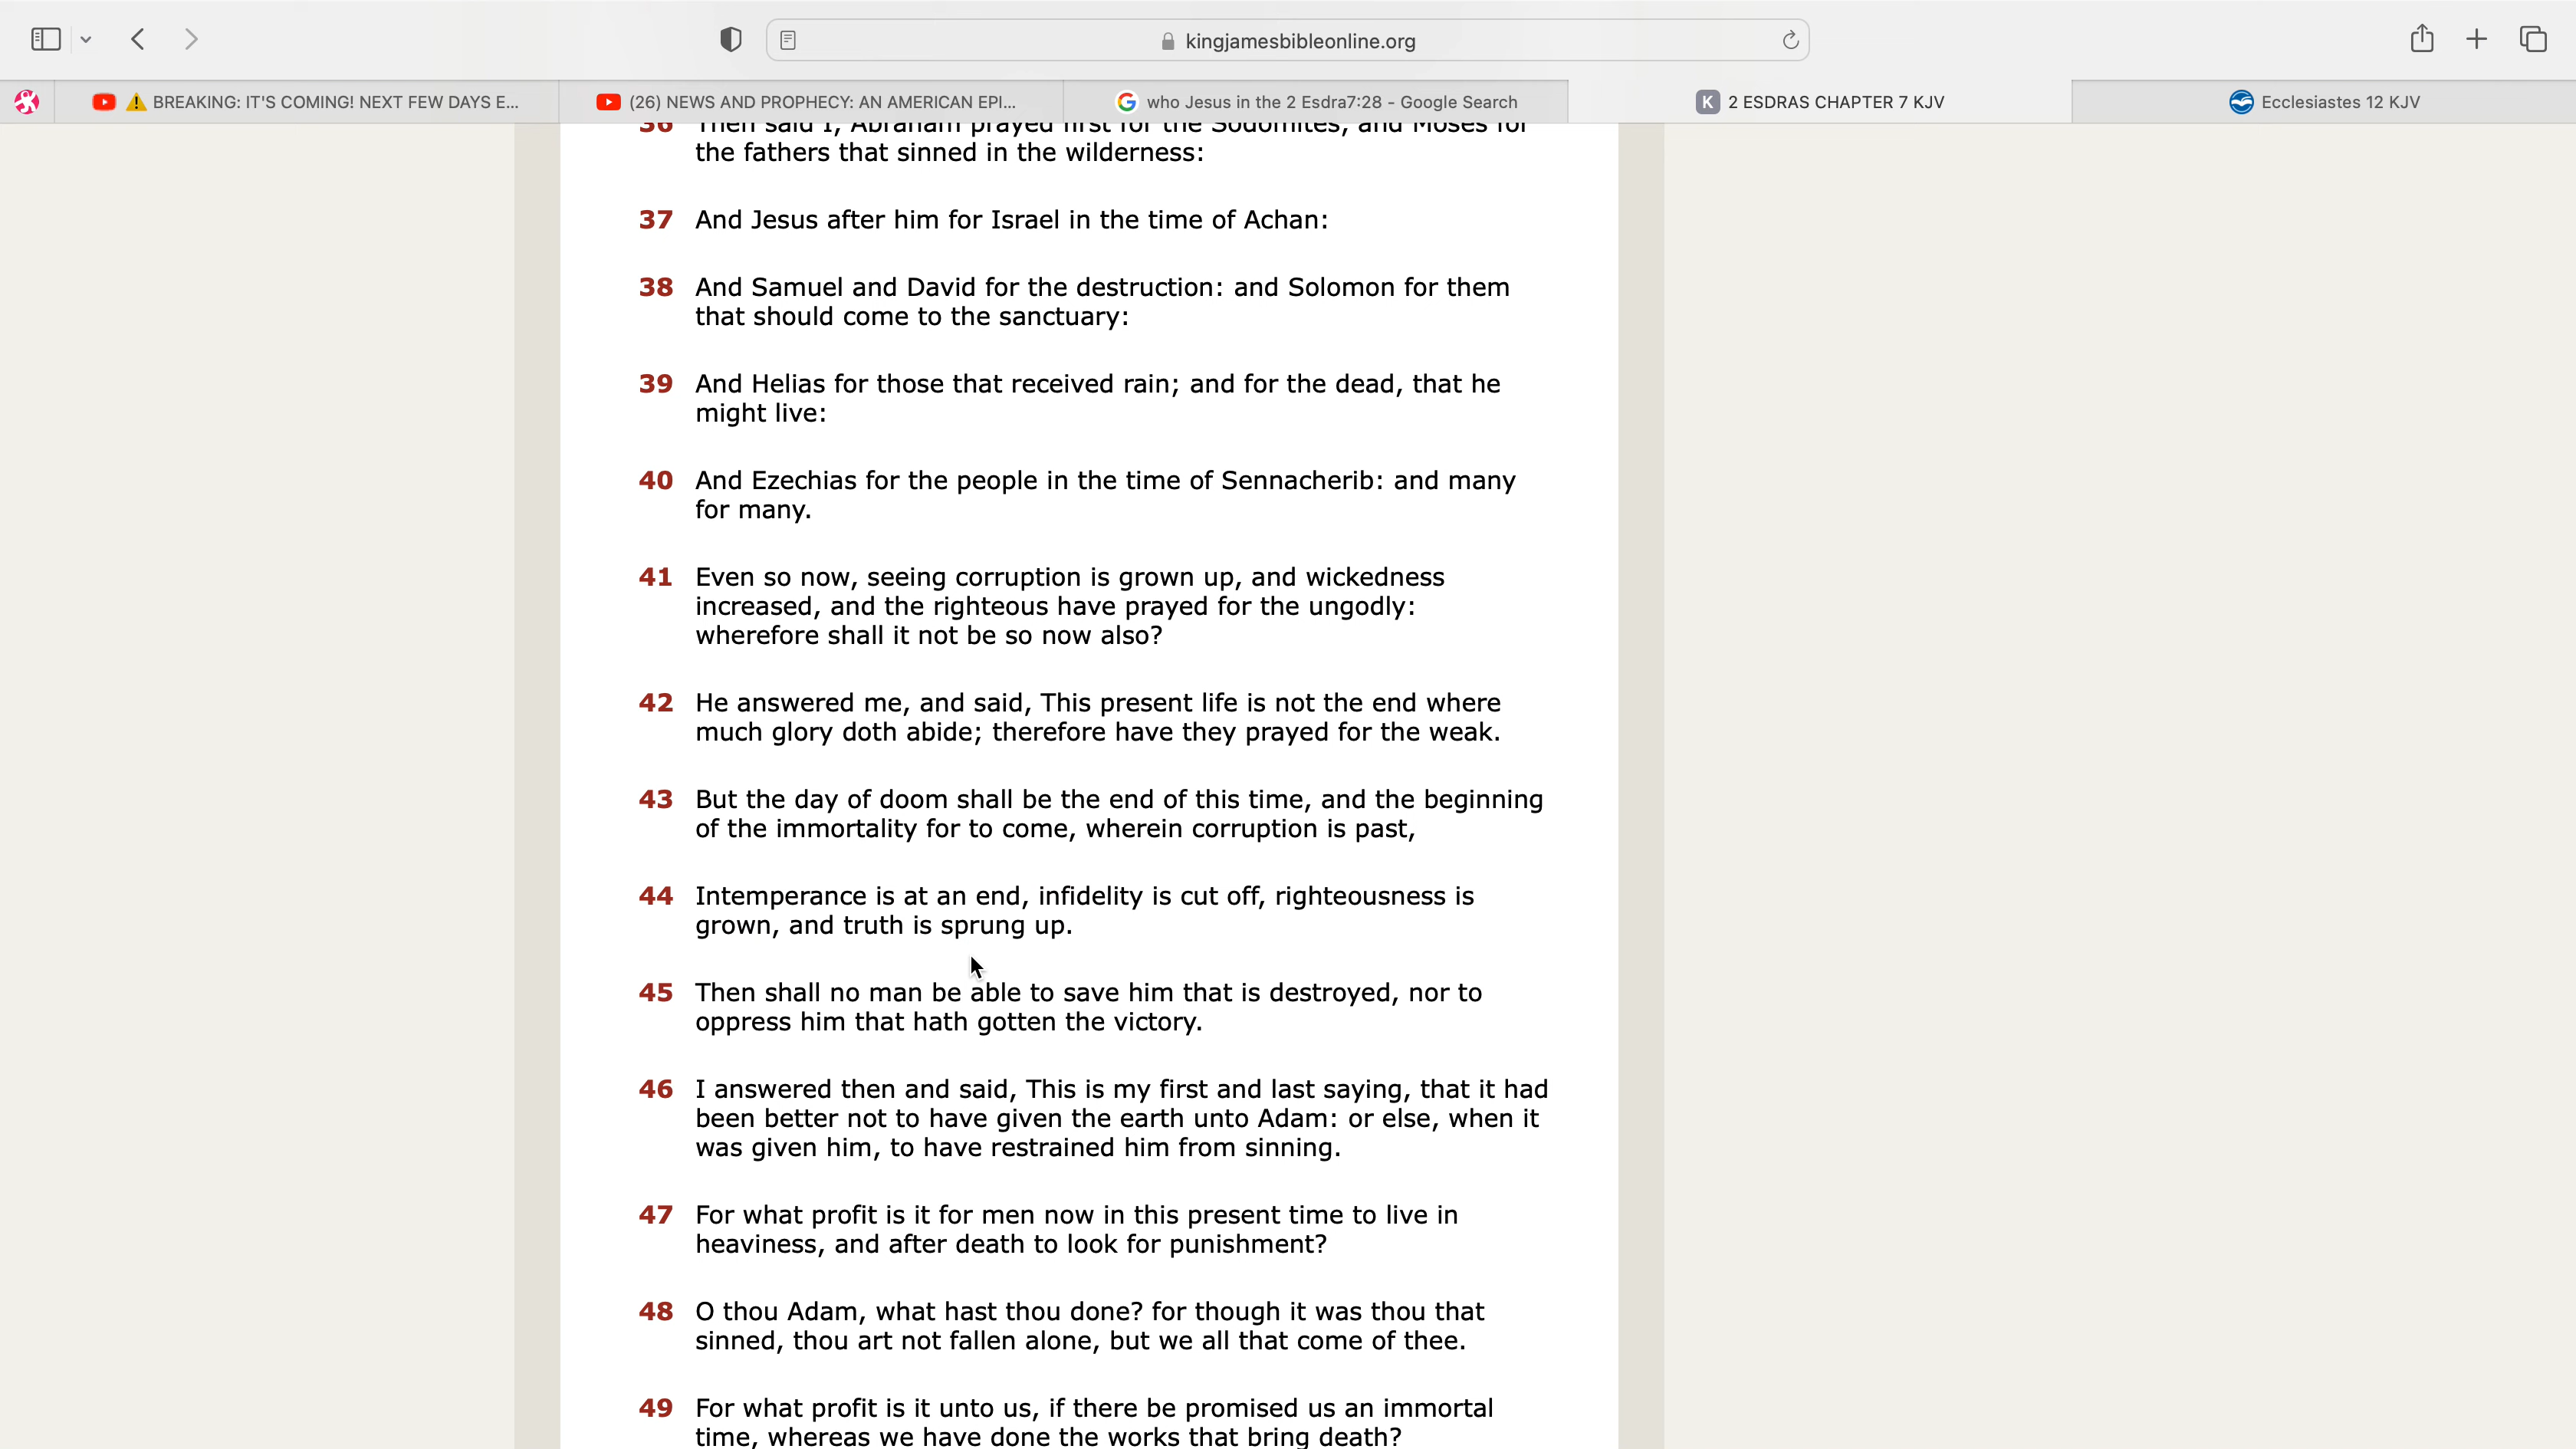 kingjamesbibleonline.org
BREAKING: IT'S COMING! NEXT FEW DAYS E...
(26) NEWS AND PROPHECY: AN AMERICAN EPI...
who Jesus in the 2 Esdra7:28 - Google Search
K 2 ESDRAS CHAPTER 7 KJV
Ecclesiastes 12 KJV
36 Then said I, Abraham prayed first for the Sodomites, and Moses for
the fathers that sinned in the wilderness:
37 And Jesus after him for Israel in the time of Achan:
38 And Samuel and David for the destruction: and Solomon for them
that should come to the sanctuary:
39 And Helias for those that received rain; and for the dead, that he
might live:
40 And Ezechias for the people in the time of Sennacherib: and many
for many.
41 Even so now, seeing corruption is grown up, and wickedness
increased, and the righteous have prayed for the ungodly:
wherefore shall it not be so now also?
42 He answered me, and said, This present life is not the end where
much glory doth abide; therefore have they prayed for the weak.
43 But the day of doom shall be the end of this time, and the beginning
of the immortality for to come, wherein corruption is past,
44 Intemperance is at an end, infidelity is cut off, righteousness is
grown, and truth is sprung up.
45 Then shall no man be able to save him that is destroyed, nor to
oppress him that hath gotten the victory.
46 I answered then and said, This is my first and last saying, that it had
been better not to have given the earth unto Adam: or else, when it
was given him, to have restrained him from sinning.
47 For what profit is it for men now in this present time to live in
heaviness, and after death to look for punishment?
48 O thou Adam, what hast thou done? for though it was thou that
sinned, thou art not fallen alone, but we all that come of thee.
49 For what profit is it unto us, if there be promised us an immortal
time, whereas we have done the works that bring death?